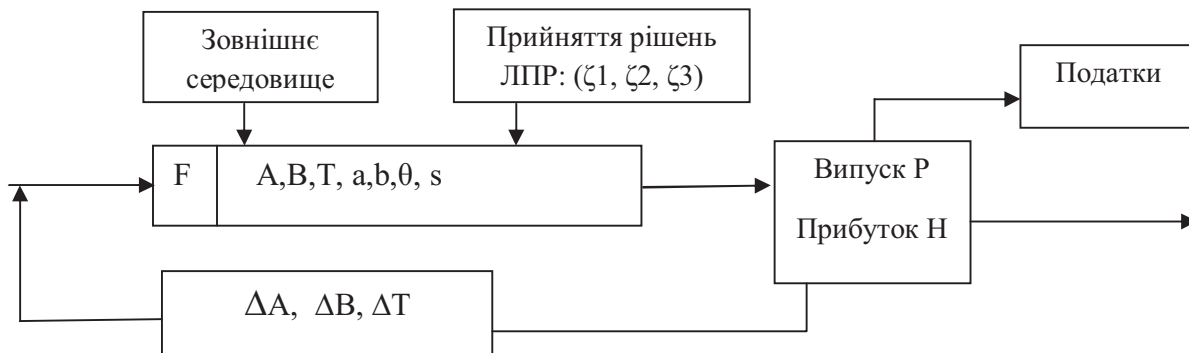 Зовнішнє
середовище
Прийняття рішень
ЛПР: (ζ1, ζ2, ζ3)
Податки
F
A,B,T, a,b,θ, s
Випуск P
Прибуток H
ΔA, ΔB, ΔT